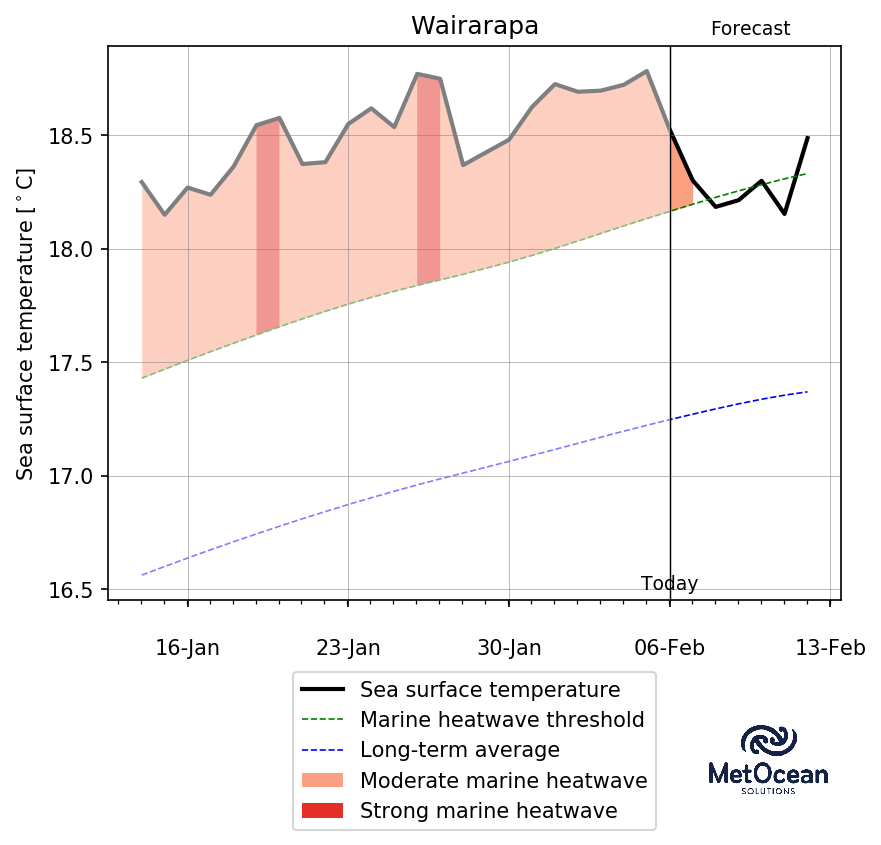 Wairarapa
Forecast
Sea surface temperature [°C]
18.5
18.0
17.5
17.0
16.5
Today
16-Jan
23-Jan
30-Jan
06-Feb
13-Feb
Sea surface temperature
Marine heatwave threshold
Long-term average
Moderate marine heatwave
Strong marine heatwave
MetOcean
SOLUTIONS